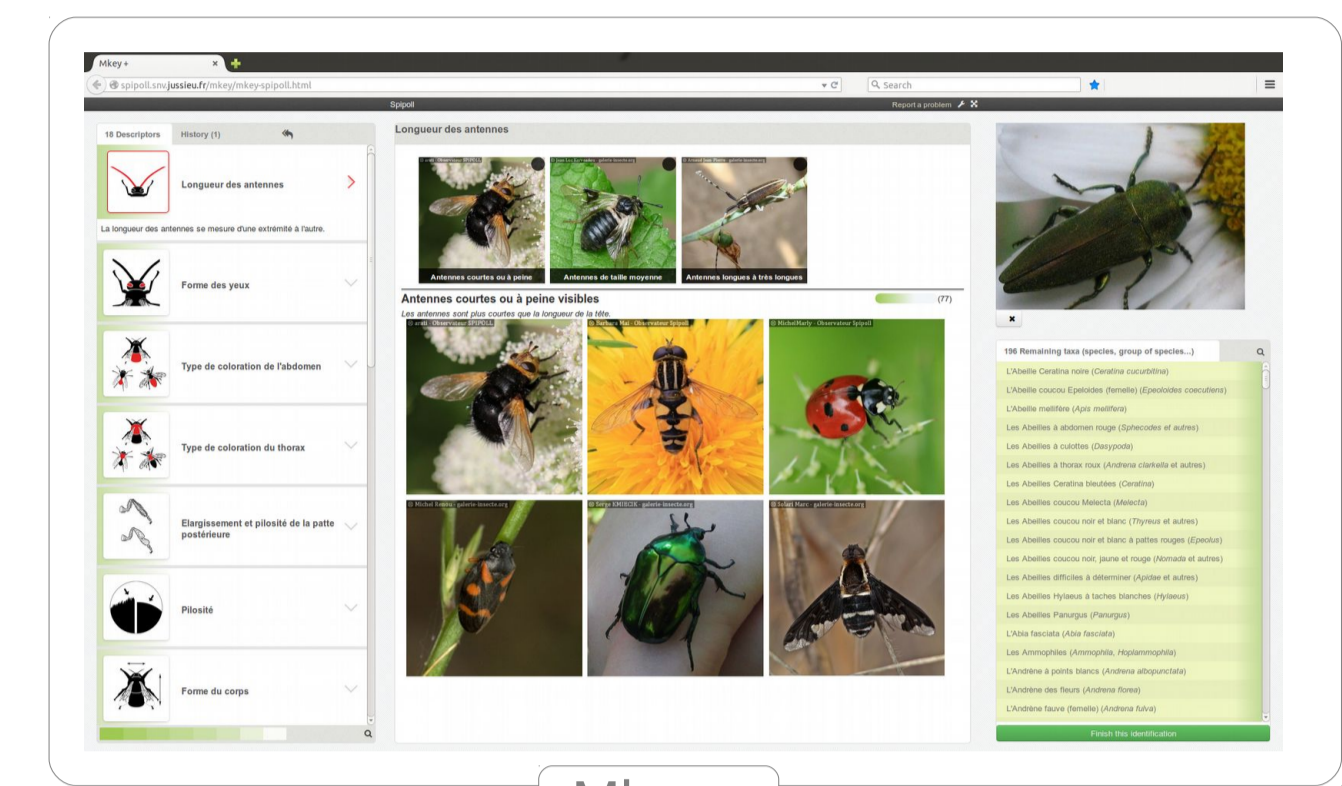 Mkey+
spipoll.snv.jussieu.fr/mkey/mkey-spipoll.html
Search
Spipoll
Report a problem
18 Descriptors
History (1)
Longueur des antennes
La longueur des antennes se mesure d'une extrémité à l'autre.
Forme des yeux
Type de coloration de l'abdomen
Type de coloration du thorax
Elargissement et pilosité de la patte
postérieure
Pilosité
Forme du corps
Longueur des antennes
Antennes courtes ou à peine
Antennes de taille moyenne
Antennes longues à très longues
Antennes courtes ou à peine visibles
(77)
Les antennes sont plus courtes que la longueur de la tête.
© Barbara Mai - Observateur Spipoll
© MichelMarly - Observateur Spipoll
196 Remaining taxa (species, group of species...)
L'Abeille Ceratina noire (Ceratina cucurbitina)
L'Abeille coucou Epeoloides (femelle) (Epeoloides coecutiens)
L'Abeille mellifère (Apis mellifera)
Les Abeilles à abdomen rouge (Sphecodes et autres)
Les Abeilles à culottes (Dasypoda)
Les Abeilles à thorax roux (Andrena clarkella et autres)
Les Abeilles Ceratina bleutées (Ceratina)
Les Abeilles coucou Melecta (Melecta)
Les Abeilles coucou noir et blanc (Thyreus et autres)
Les Abeilles coucou noir et blanc à pattes rouges (Epeolus)
Les Abeilles coucou noir, jaune et rouge (Nomada et autres)
Les Abeilles difficiles à déterminer (Apidae et autres)
Les Abeilles Hylaeus à taches blanches (Hylaeus)
Les Abeilles Panurgus (Panurgus)
L'Abia fasciata (Abia fasciata)
Les Ammophiles (Ammophila, Hoplammophila)
L'Andrène à points blancs (Andrena albopunctata)
L'Andrène des fleurs (Andrena florea)
L'Andrène fauve (femelle) (Andrena fulva)
Finish this identification